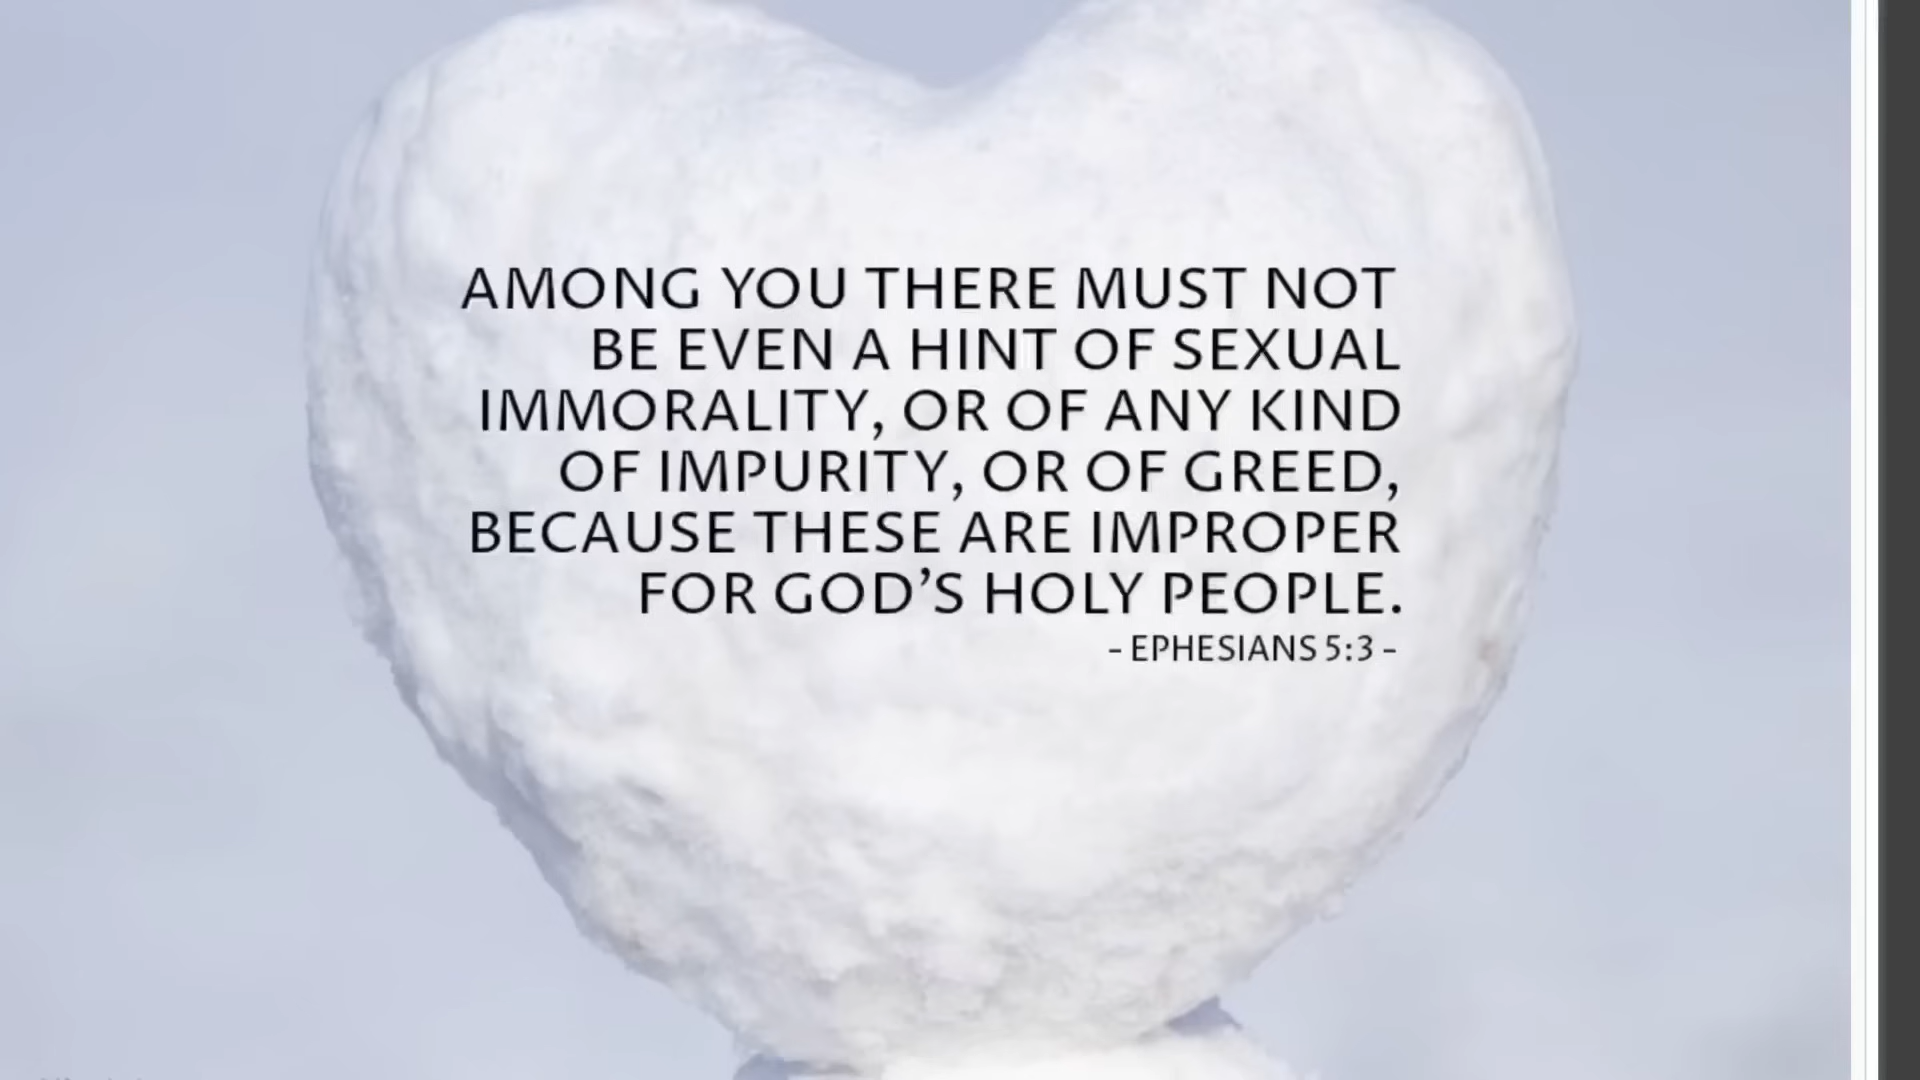 AMONG YOU THERE MUST NOT
BE EVEN A HINT OF SEXUAL
IMMORALITY, OR OF ANY KIND
OF IMPURITY, OR OF GREED,
BECAUSE THESE ARE IMPROPER
FOR GOD’S HOLY PEOPLE.
- EPHESIANS 5:3 -